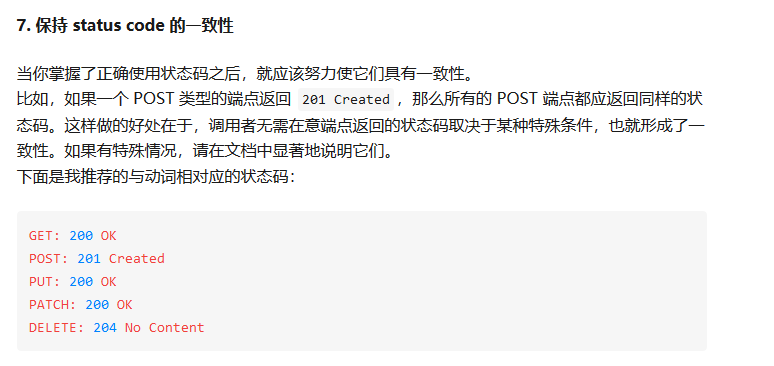 7. 保持 status code 的一致性
当你掌握了正确使用状态码之后，就应该努力使它们具有一致性。
比如，如果一个 POST 类型的端点返回 201 Created ，那么所有的 POST 端点都应返回同样的状
态码。这样做的好处在于，调用者无需在意端点返回的状态码取决于某种特殊条件，也就形成了一
致性。如果有特殊情况，请在文档中显著地说明它们。
下面是我推荐的与动词相对应的状态码：
GET: 200 OK
POST: 201 Created
PUT: 200 OK
PATCH: 200 OK
DELETE: 204 No Content